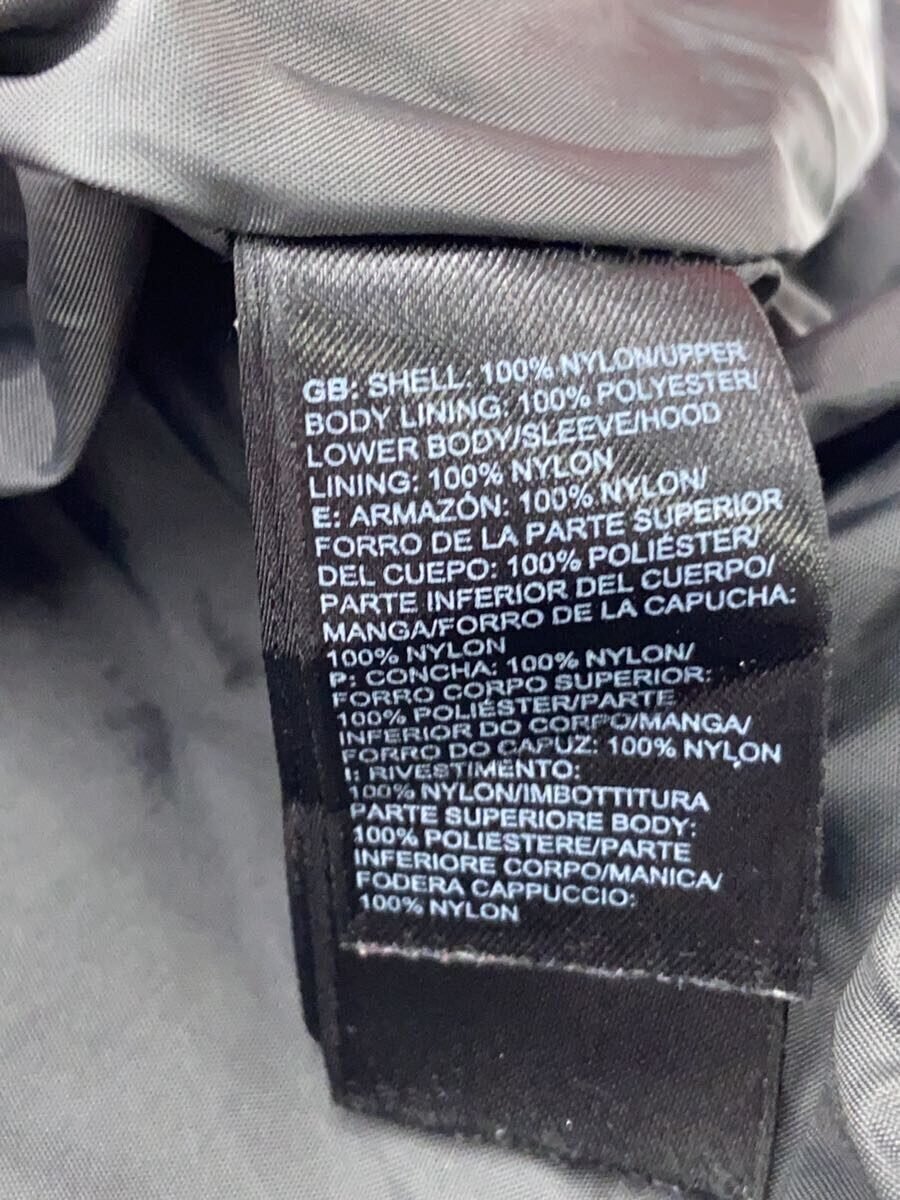 GB: SHELL: 100% NYLON/UPPER
BODY LINING: 100% POLYESTER/
LOWER BODY/SLEEVE/HOOD
LINING: 100% NYLON
E: ARMAZÓN: 100% NYLON/
FORRO DE LA PARTE SUPERIOR
DEL CUEPO: 100% POLIÉSTER/
PARTE INFERIOR DEL CUERPO/
MANGA/FORRO DE LA CAPUCHA:
100% NYLON
P: CONCHA: 100% NYLON/
FORRO CORPO SUPERIOR:
100% POLIÉSTER/PARTE
INFERIOR DO CORPO/MANGA/
FORRO DO CAPUZ: 100% NYLON
I: RIVESTIMENTO:
100% NYLON/IMBOTTITURA
PARTE SUPERIORE BODY:
100% POLIESTERE/PARTE
INFERIORE CORPO/MANICA/
FODERA CAPPUCCIO:
100% NYLON